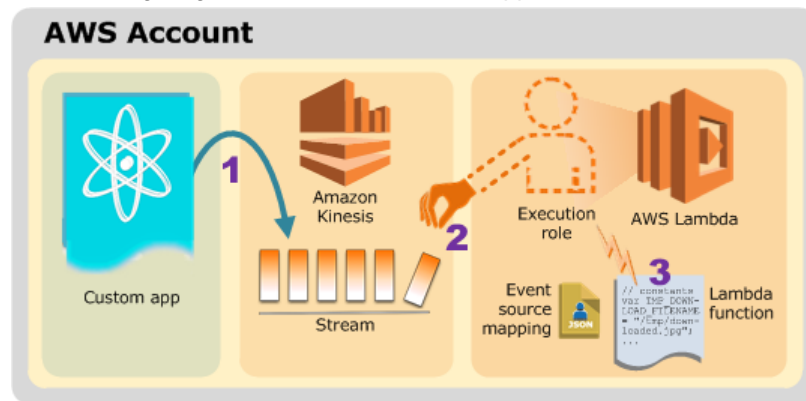 AWS Account
1
Amazon
Kinesis
2
Execution
role
AWS Lambda
Custom app
Stream
Event
source
mapping
JSON
3
// constants
var IMP_DOWN-
LOAD_FILENAME
= "/tmp/down-
loaded.jpg";
...
Lambda
function